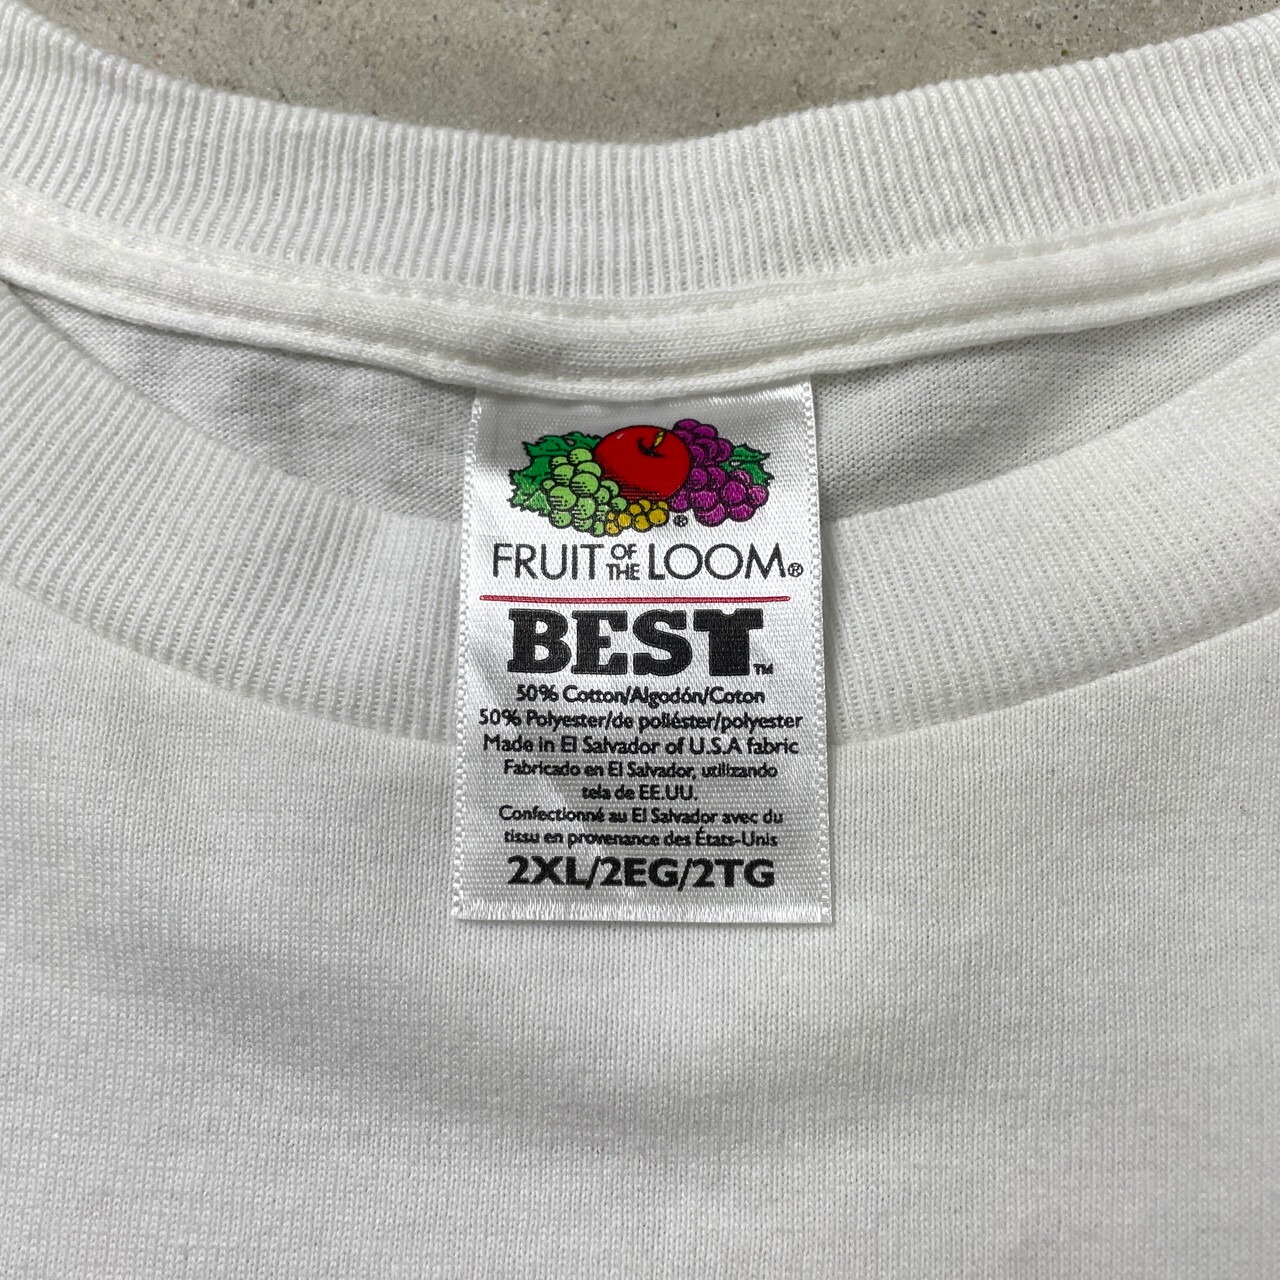 ®
FRUIT OF THE LOOM®
BEST™
50% Cotton/Algodón/Coton
50% Polyester/de poliéster/polyester
Made in El Salvador of U.S.A fabric
Fabricado en El Salvador, utilizando
tela de EE.UU.
Confectionné au El Salvador avec du
tissu en provenance des États-Unis
2XL/2EG/2TG